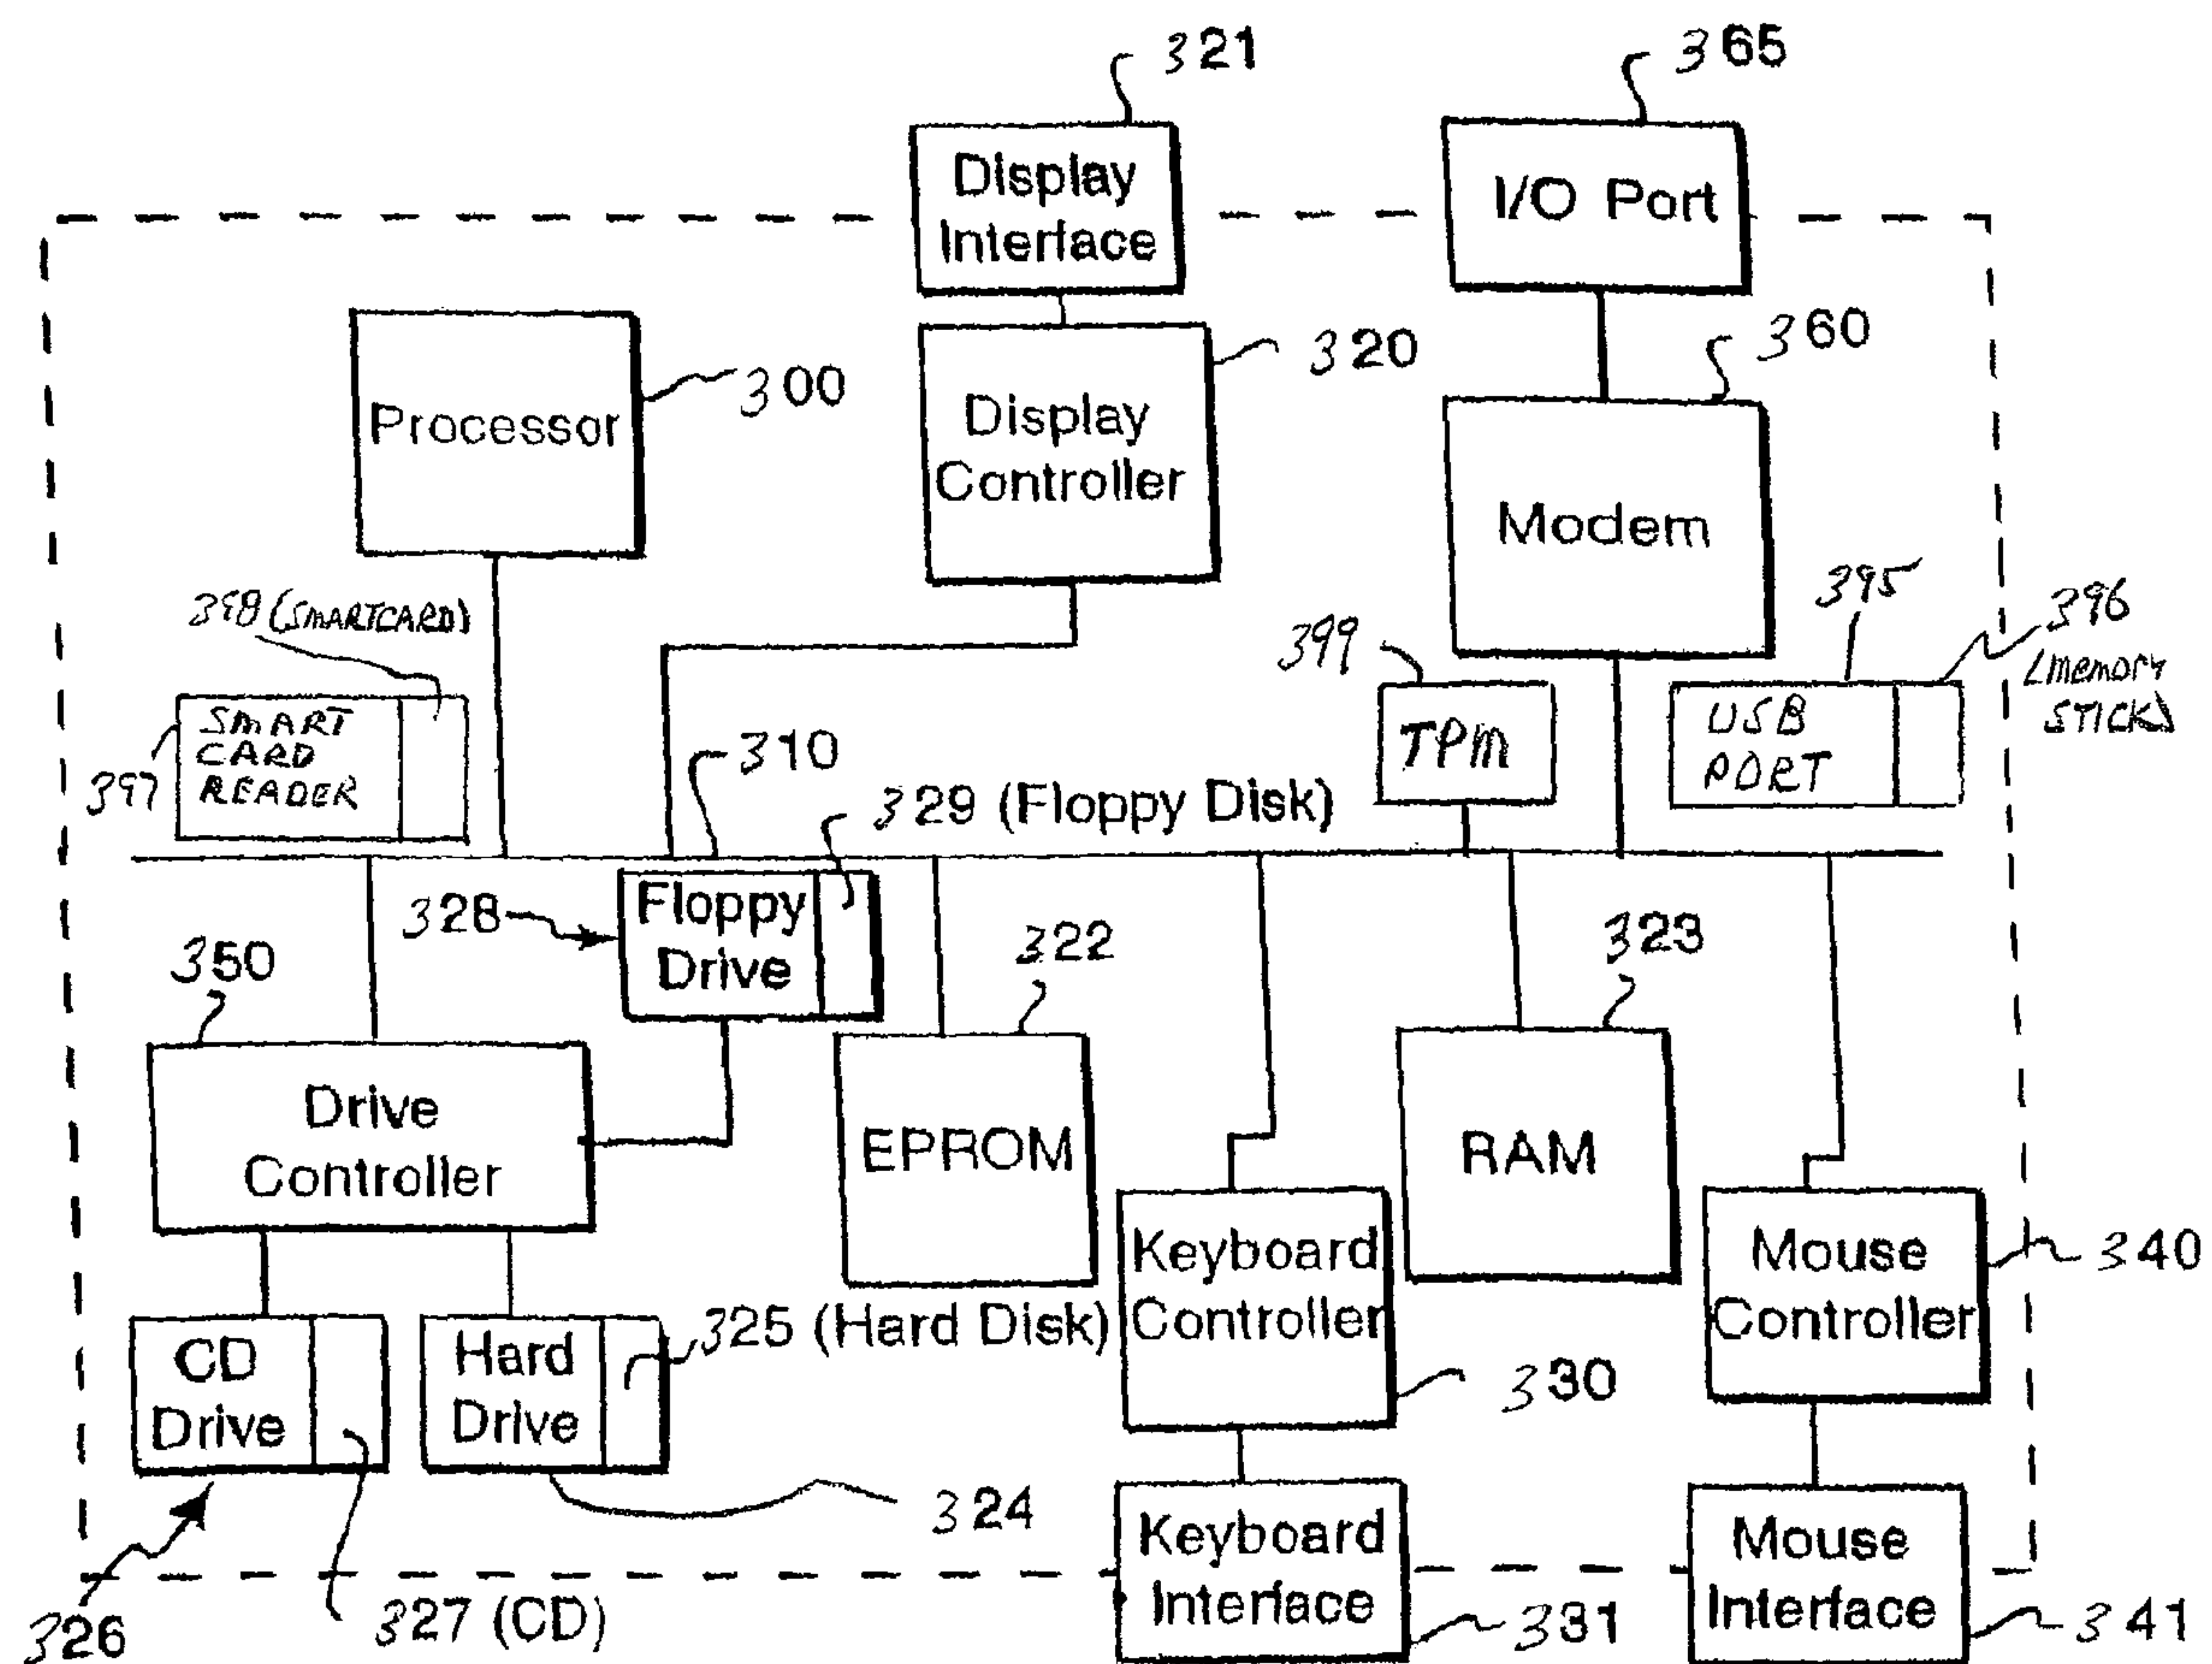 321
365
Display
Interface
I/O Port
320
360
Processor
300
Display
Controller
Modem
398 (SMARTCARD)
399
395
396
(MEMORY
STICK)
SMART
CARD
READER
397
310
TPM
USB
PORT
329 (Floppy Disk)
328
Floppy
Drive
350
322
323
Drive
Controller
EPROM
RAM
Keyboard
Controller
330
Mouse
Controller
340
CD
Drive
Hard
Drive
325 (Hard Disk)
324
326
327 (CD)
Keyboard
Interface
331
Mouse
Interface
341